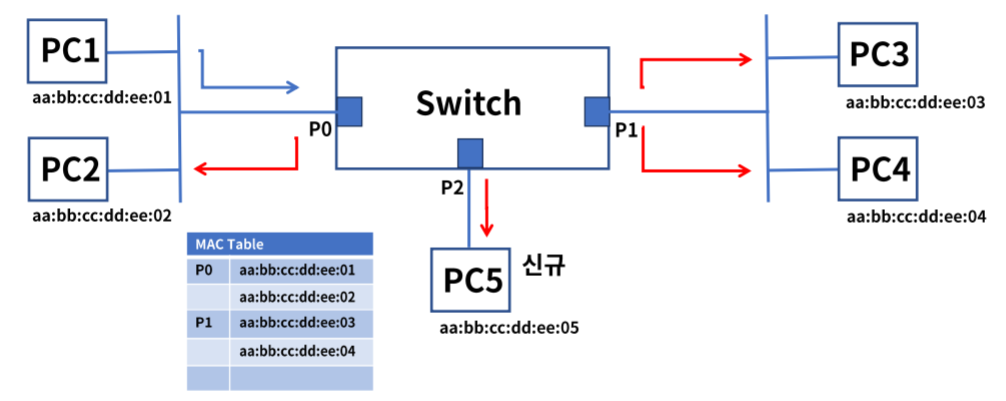 PC1
aa:bb:cc:dd:ee:01
PC2
aa:bb:cc:dd:ee:02
Switch
P0
P1
P2
PC3
aa:bb:cc:dd:ee:03
PC4
aa:bb:cc:dd:ee:04
PC5
신규
aa:bb:cc:dd:ee:05
MAC Table
P0 aa:bb:cc:dd:ee:01
aa:bb:cc:dd:ee:02
P1 aa:bb:cc:dd:ee:03
aa:bb:cc:dd:ee:04